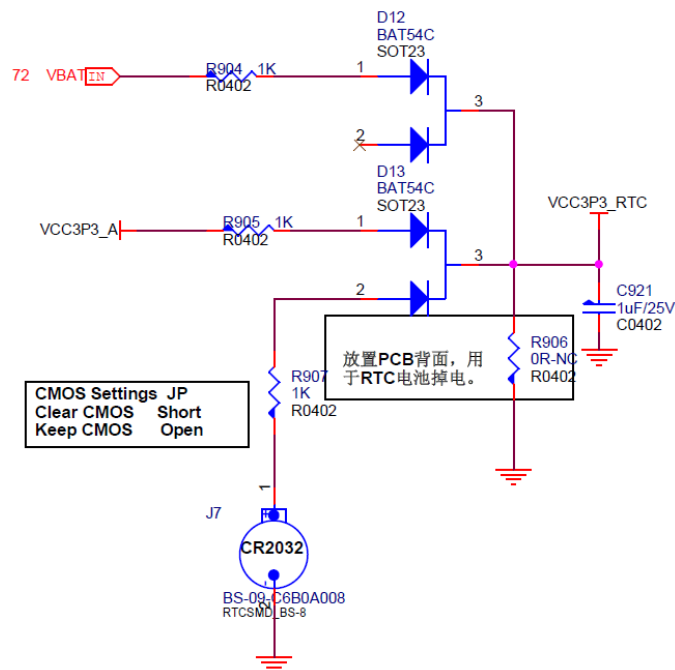 D12
BAT54C
SOT23
72 VBAT IN
R904 1K
R0402
1
2
3
D13
BAT54C
SOT23
VCC3P3_A
R905 1K
R0402
1
2
3
VCC3P3_RTC
C921
1uF/25V
C0402
放置PCB背面，用
于RTC电池掉电。
R906
0R-NC
R0402
R907
1K
R0402
CMOS Settings JP
Clear CMOS Short
Keep CMOS Open
1
J7
+
CR2032
-
BS-09-C6B0A008
2
RTCSMD_BS-8